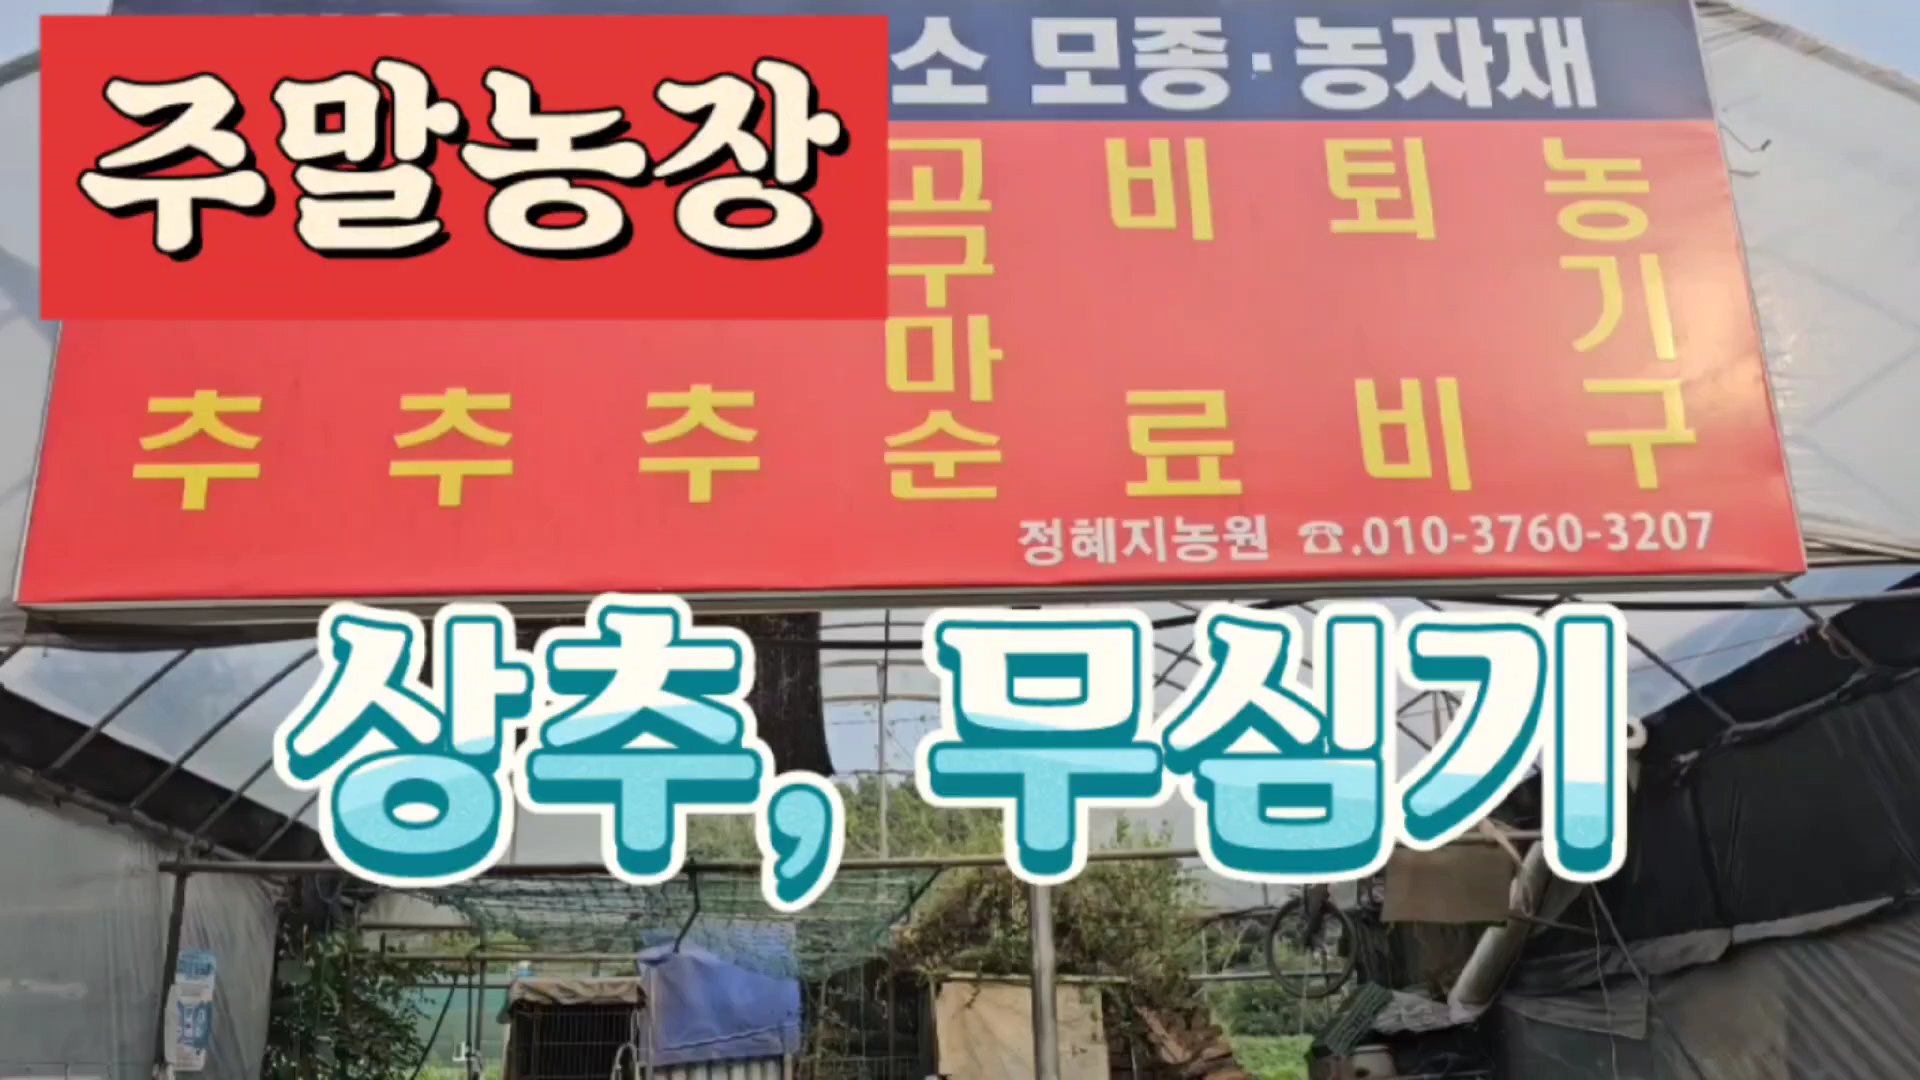 주말농장
소 모종·농자재
추
추
추
고구마순
비료
퇴비
농기구
정혜지농원 ☎.010-3760-3207
상추, 무심기